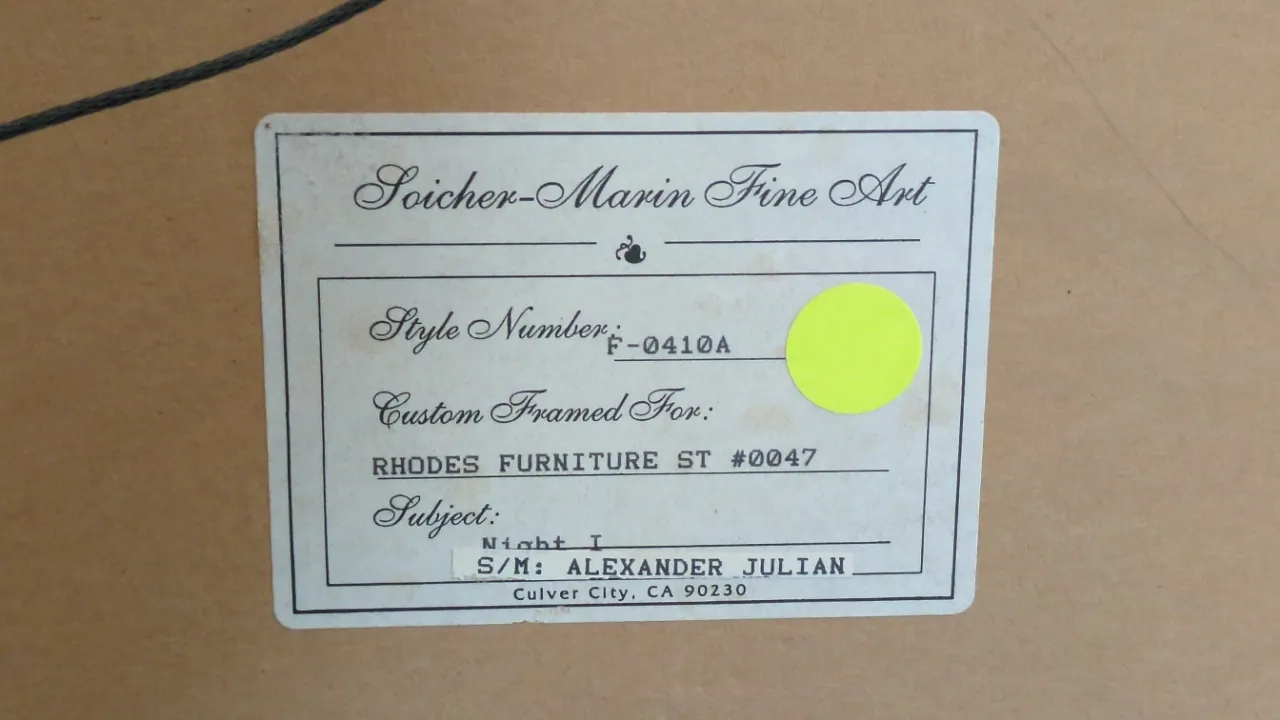 Soicher-Marin Fine Art
Style Number:
F-0410A
Custom Framed For:
RHODES FURNITURE ST #0047
Subject:
Night I
S/M: ALEXANDER JULIAN
Culver City, CA 90230